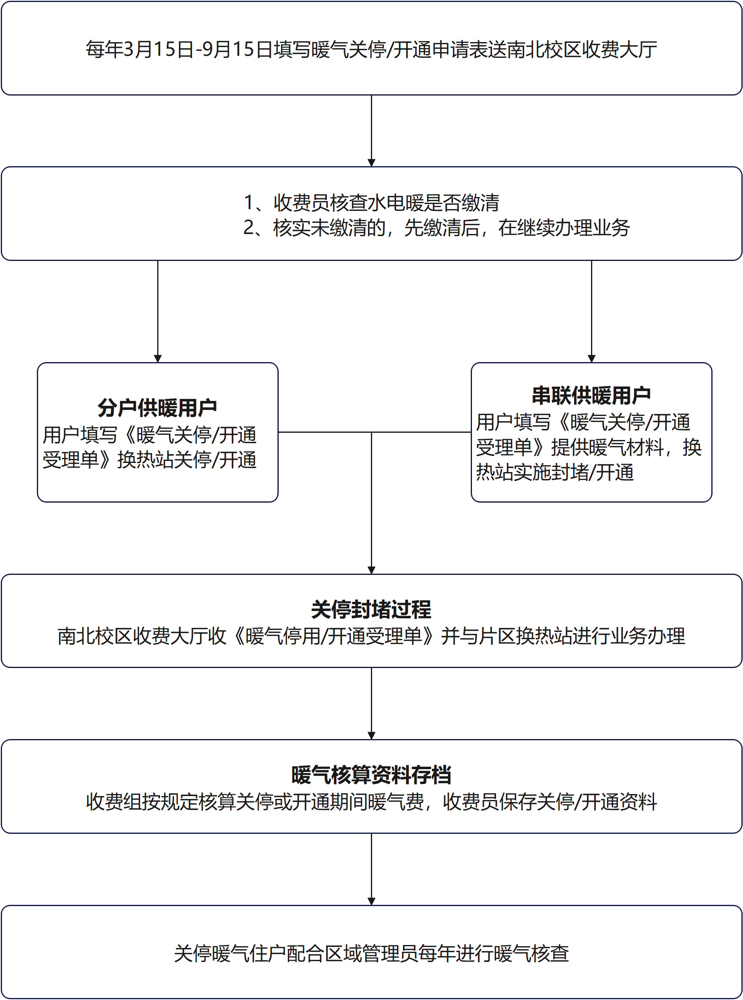 每年3月15日-9月15日填写暖气关停/开通申请表送南北校区收费大厅
1、收费员核查水电暖是否缴清
2、核实未缴清的，先缴清后，在继续办理业务
分户供暖用户
用户填写《暖气关停/开通
受理单》换热站关停/开通
串联供暖用户
用户填写《暖气关停/开通
受理单》提供暖气材料，换
热站实施封堵/开通
关停封堵过程
南北校区收费大厅收《暖气停用/开通受理单》并与片区换热站进行业务办理
暖气核算资料存档
收费组按规定核算关停或开通期间暖气费，收费员保存关停/开通资料
关停暖气住户配合区域管理员每年进行暖气核查